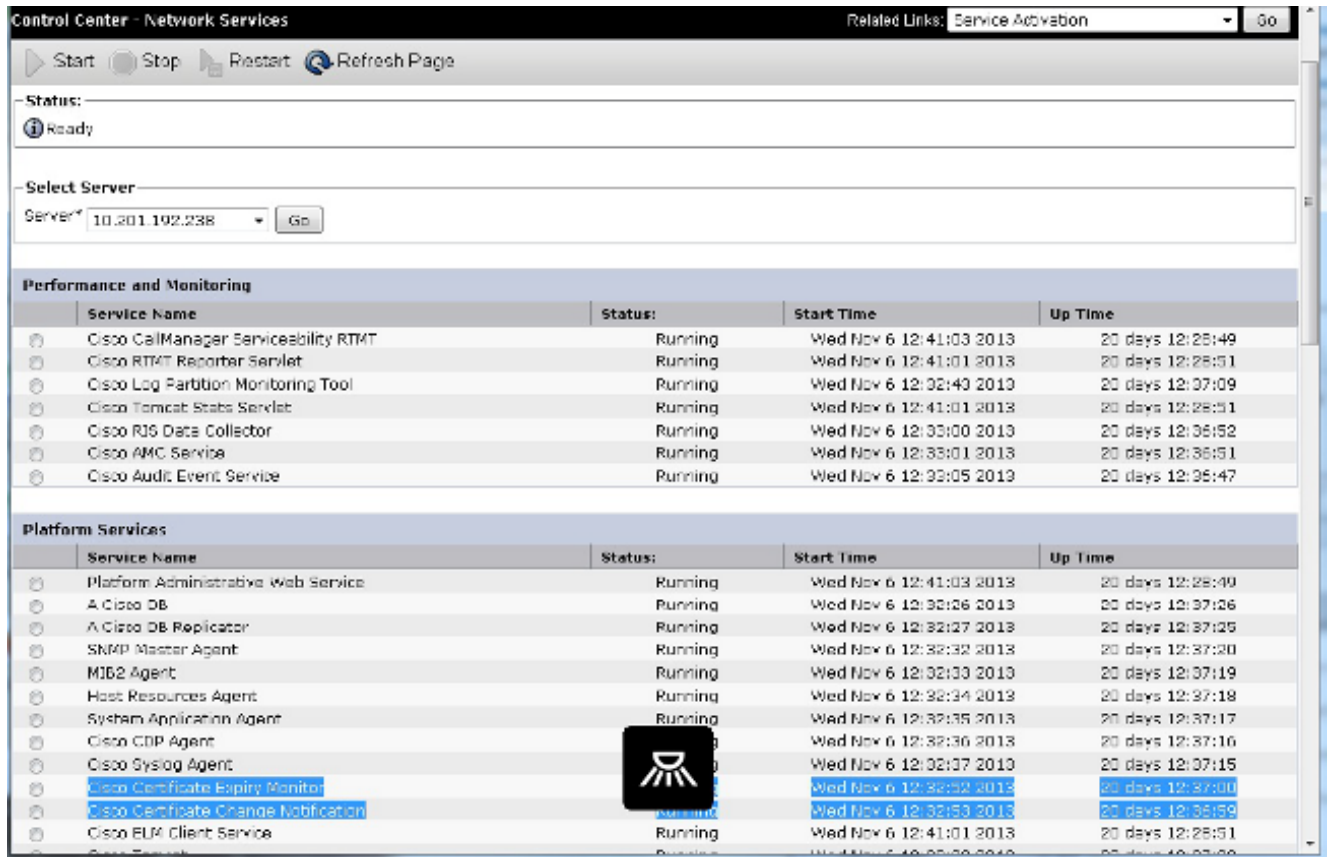 Control Center - Network Services Related Links: Service Activation Go
Start Stop Restart Refresh Page
Status:
Ready
Select Server
Server* 10.201.192.238 Go
Performance and Monitoring
Service Name Status: Start Time Up Time
Cisco CallManager Serviceability RTMT Running Wed Nov 6 12:41:03 2013 20 days 12:28:49
Cisco RTMT Reporter Servlet Running Wed Nov 6 12:41:01 2013 20 days 12:28:51
Cisco Log Partition Monitoring Tool Running Wed Nov 6 12:32:43 2013 20 days 12:37:09
Cisco Tomcat Stats Servlet Running Wed Nov 6 12:41:01 2013 20 days 12:28:51
Cisco RIS Data Collector Running Wed Nov 6 12:33:00 2013 20 days 12:36:52
Cisco AMC Service Running Wed Nov 6 12:33:01 2013 20 days 12:36:51
Cisco Audit Event Service Running Wed Nov 6 12:33:05 2013 20 days 12:36:47
Platform Services
Service Name Status: Start Time Up Time
Platform Administrative Web Service Running Wed Nov 6 12:41:03 2013 20 days 12:28:49
A Cisco DB Running Wed Nov 6 12:32:26 2013 20 days 12:37:26
A Cisco DB Replicator Running Wed Nov 6 12:32:27 2013 20 days 12:37:25
SNMP Master Agent Running Wed Nov 6 12:32:32 2013 20 days 12:37:20
MIB2 Agent Running Wed Nov 6 12:32:33 2013 20 days 12:37:19
Host Resources Agent Running Wed Nov 6 12:32:34 2013 20 days 12:37:18
System Application Agent Running Wed Nov 6 12:32:35 2013 20 days 12:37:17
Cisco CDP Agent Wed Nov 6 12:32:36 2013 20 days 12:37:16
Cisco Syslog Agent Wed Nov 6 12:32:37 2013 20 days 12:37:15
Cisco Certificate Expiry Monitor Wed Nov 6 12:32:52 2013 20 days 12:37:00
Cisco Certificate Change Notification Running Wed Nov 6 12:32:53 2013 20 days 12:36:59
Cisco ELM Client Service Running Wed Nov 6 12:41:01 2013 20 days 12:28:51